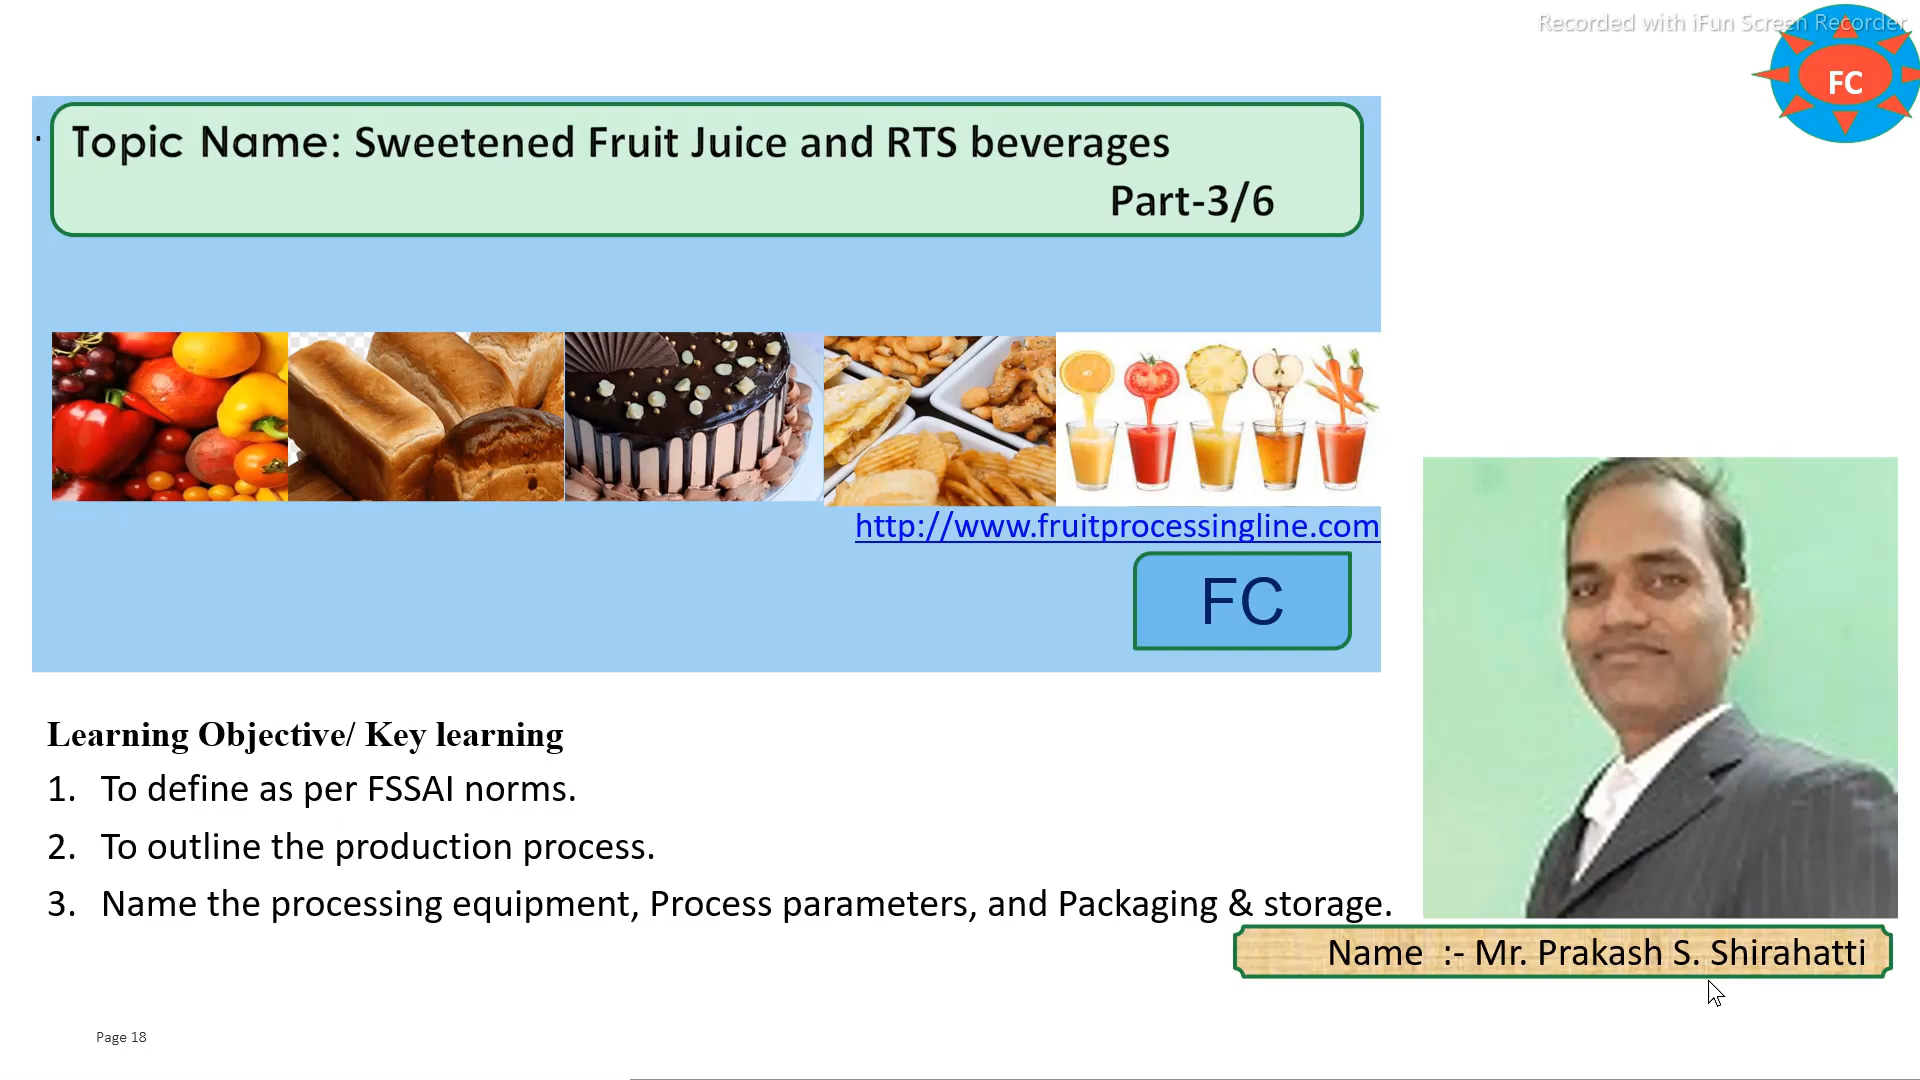 Recorded with iFun Screen Recorder
FC
Topic Name: Sweetened Fruit Juice and RTS beverages
Part-3/6
http://www.fruitprocessingline.com
FC
Learning Objective/ Key learning
1. To define as per FSSAI norms.
2. To outline the production process.
3. Name the processing equipment, Process parameters, and Packaging & storage.
Name :- Mr. Prakash S. Shirahatti
Page 18